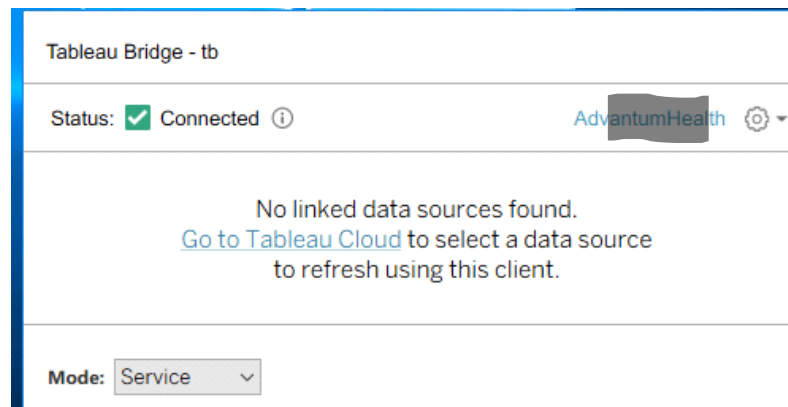 Tableau Bridge - tb
Status: Connected AdvantumHealth
No linked data sources found.
Go to Tableau Cloud to select a data source
to refresh using this client.
Mode: Service